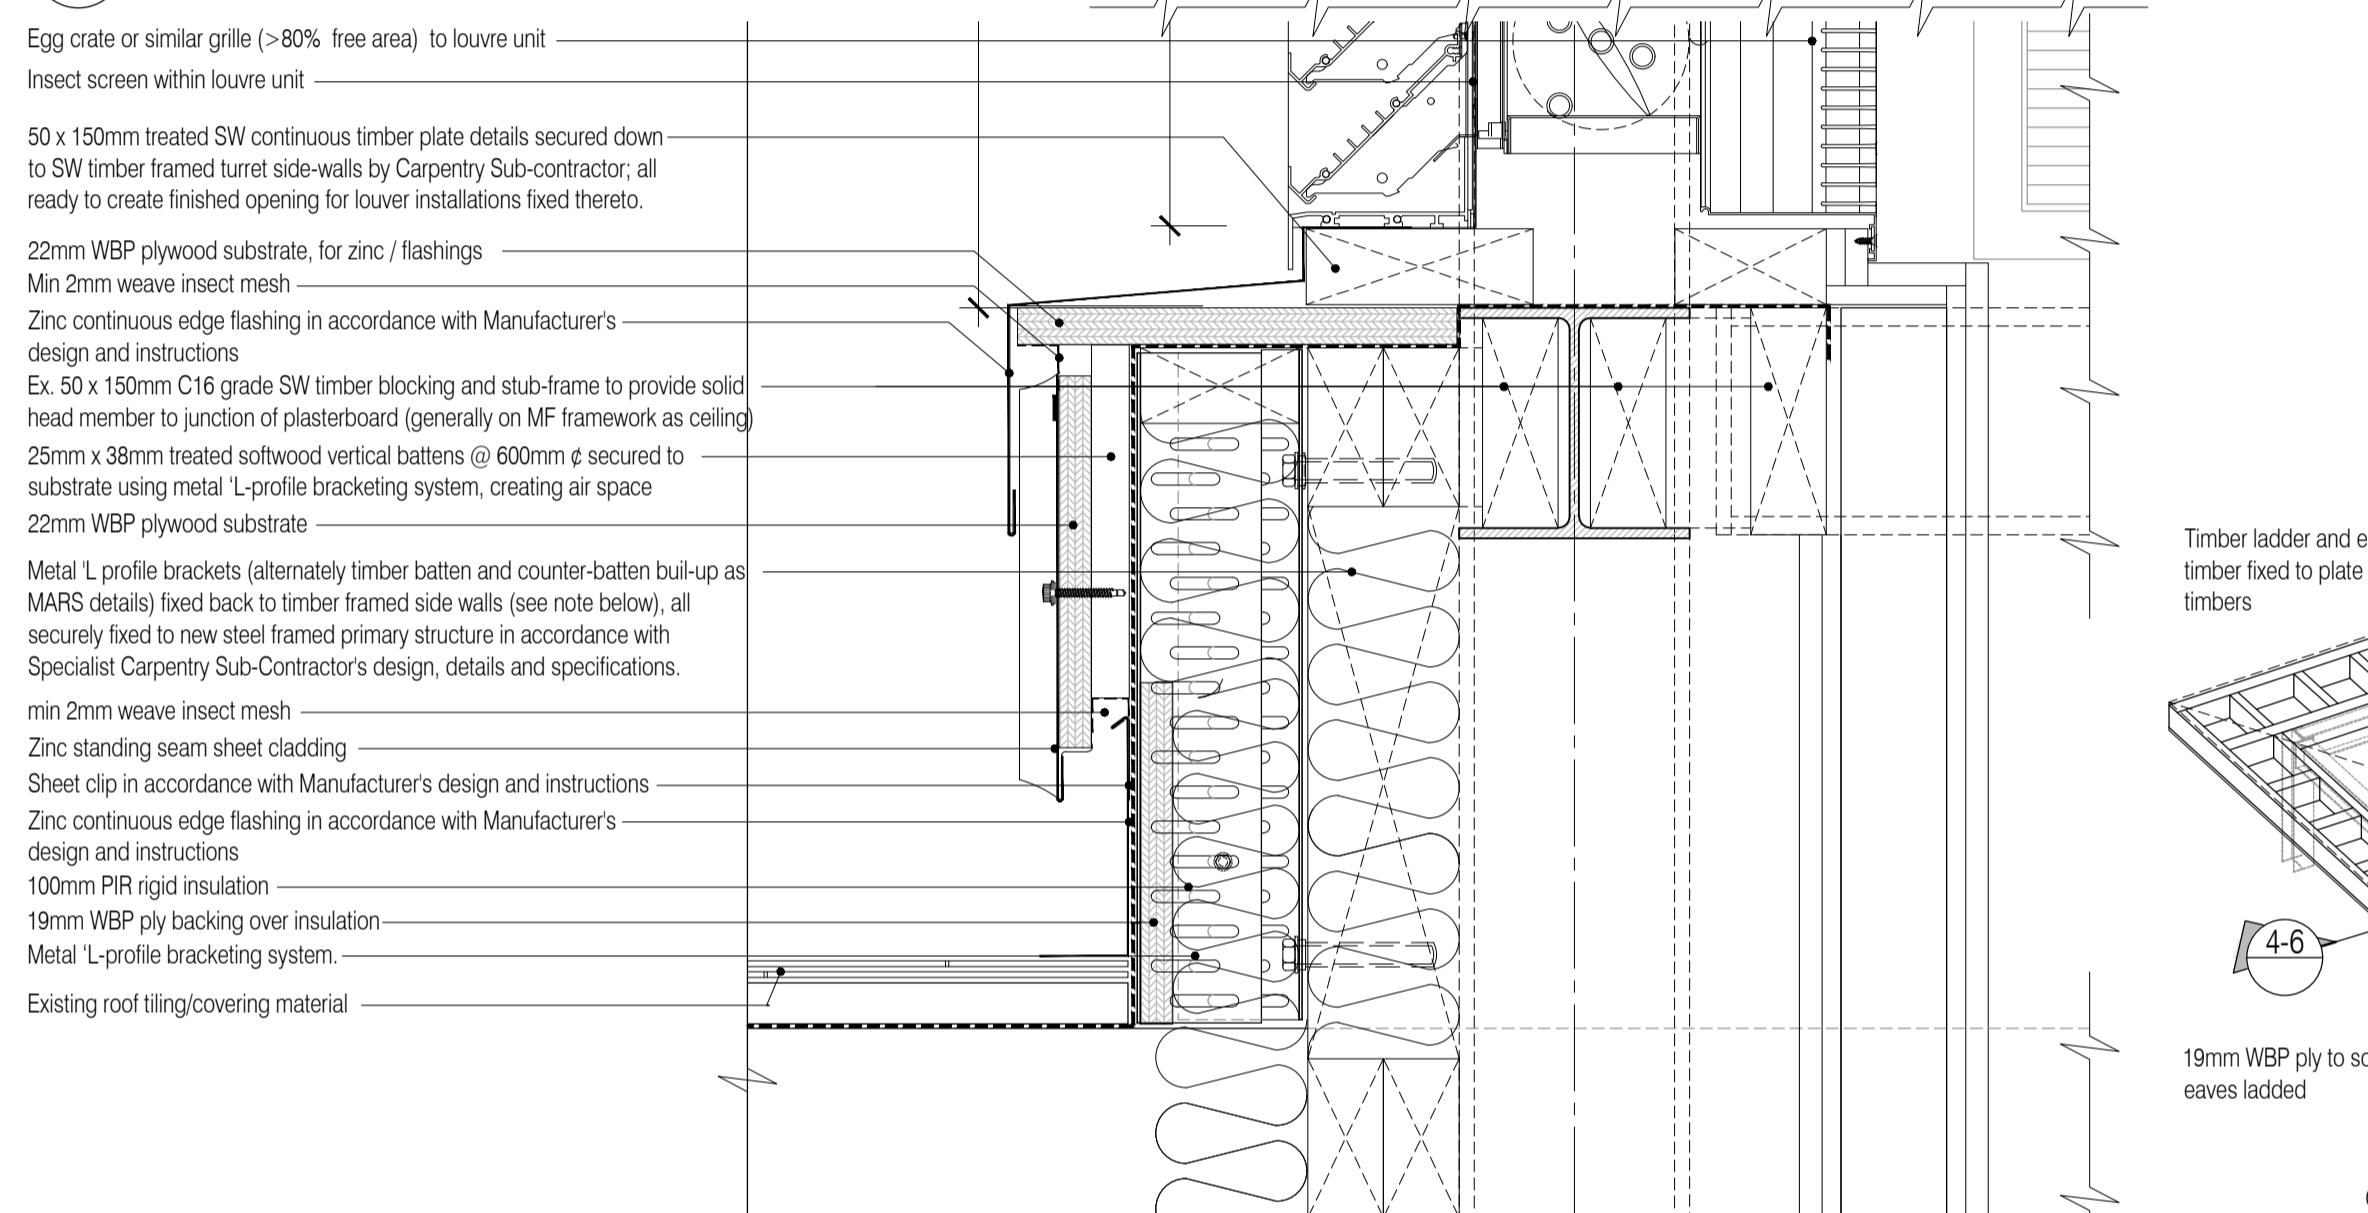 Egg crate or similar grille (>80% free area) to louvre unit
Insect screen within louvre unit
50 x 150mm treated SW continuous timber plate details secured down
to SW timber framed turret side-walls by Carpentry Sub-contractor; all
ready to create finished opening for louver installations fixed thereto.
22mm WBP plywood substrate, for zinc / flashings
Min 2mm weave insect mesh
Zinc continuous edge flashing in accordance with Manufacturer's
design and instructions
Ex. 50 x 150mm C16 grade SW timber blocking and stub-frame to provide solid
head member to junction of plasterboard (generally on MF framework as ceiling)
25mm x 38mm treated softwood vertical battens @ 600mm ¢ secured to
substrate using metal 'L-profile bracketing system, creating air space
22mm WBP plywood substrate
Metal 'L profile brackets (alternately timber batten and counter-batten buil-up as
MARS details) fixed back to timber framed side walls (see note below), all
securely fixed to new steel framed primary structure in accordance with
Specialist Carpentry Sub-Contractor's design, details and specifications.
min 2mm weave insect mesh
Zinc standing seam sheet cladding
Sheet clip in accordance with Manufacturer's design and instructions
Zinc continuous edge flashing in accordance with Manufacturer's
design and instructions
100mm PIR rigid insulation
19mm WBP ply backing over insulation
Metal 'L-profile bracketing system.
Existing roof tiling/covering material
Timber ladder and
timber fixed to plate
timbers
4-6
19mm WBP ply to
eaves ladded